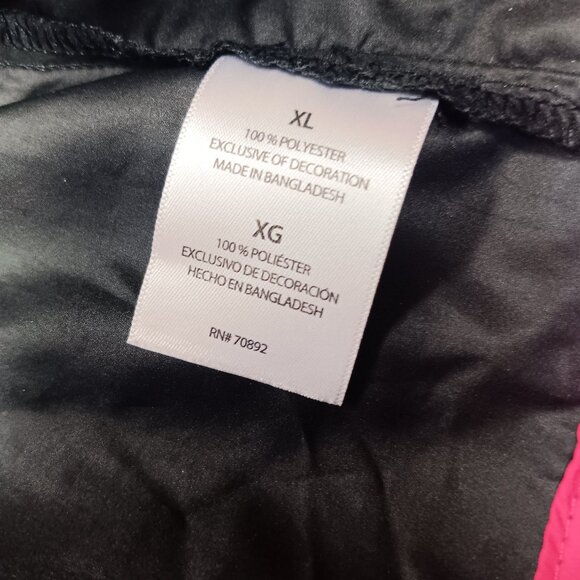 XL
100% POLYESTER
EXCLUSIVE OF DECORATION
MADE IN BANGLADESH
XG
100% POLIÉSTER
EXCLUSIVO DE DECORACIÓN
HECHO EN BANGLADESH
RN# 70892